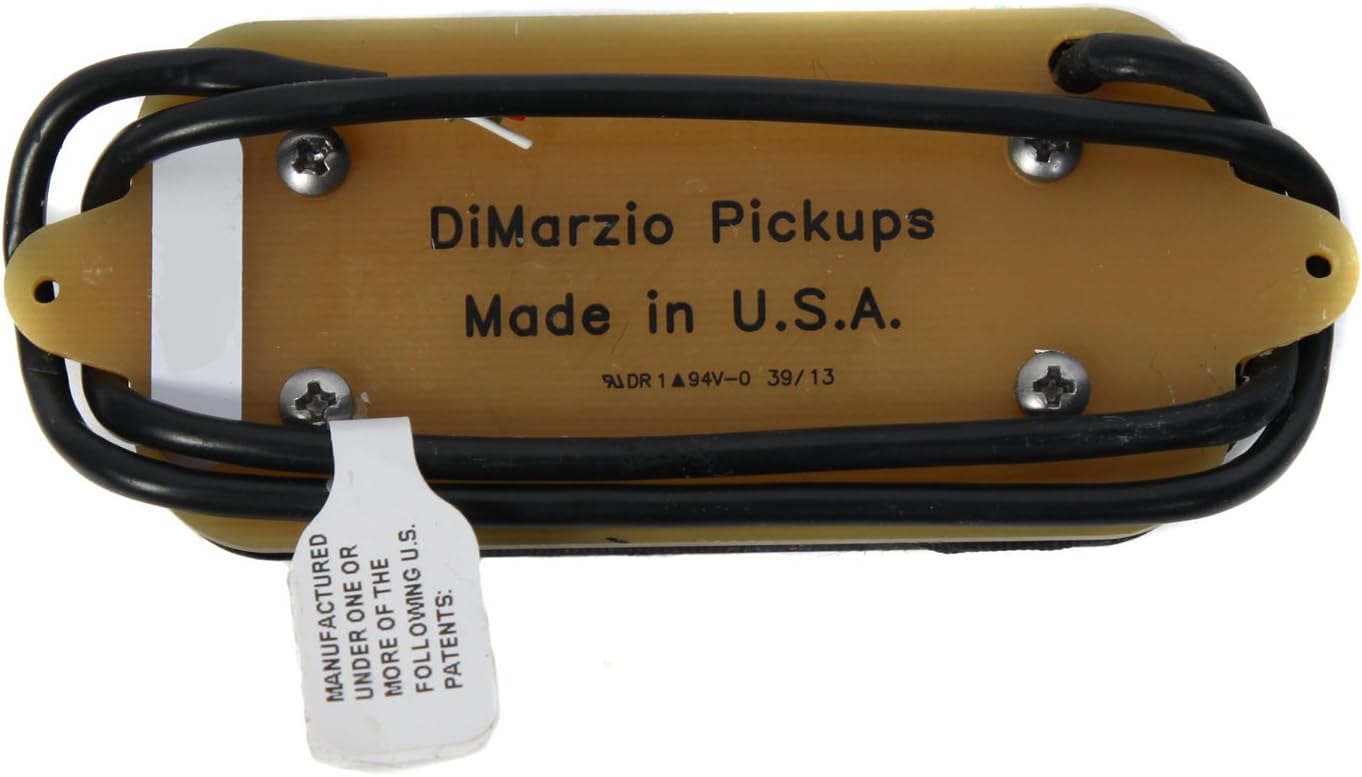 DiMarzio Pickups
Made in U.S.A.
DR 1▲94V-0 39/13
MANUFACTURED
UNDER ONE OR
MORE OF THE
FOLLOWING U.S.
PATENTS: